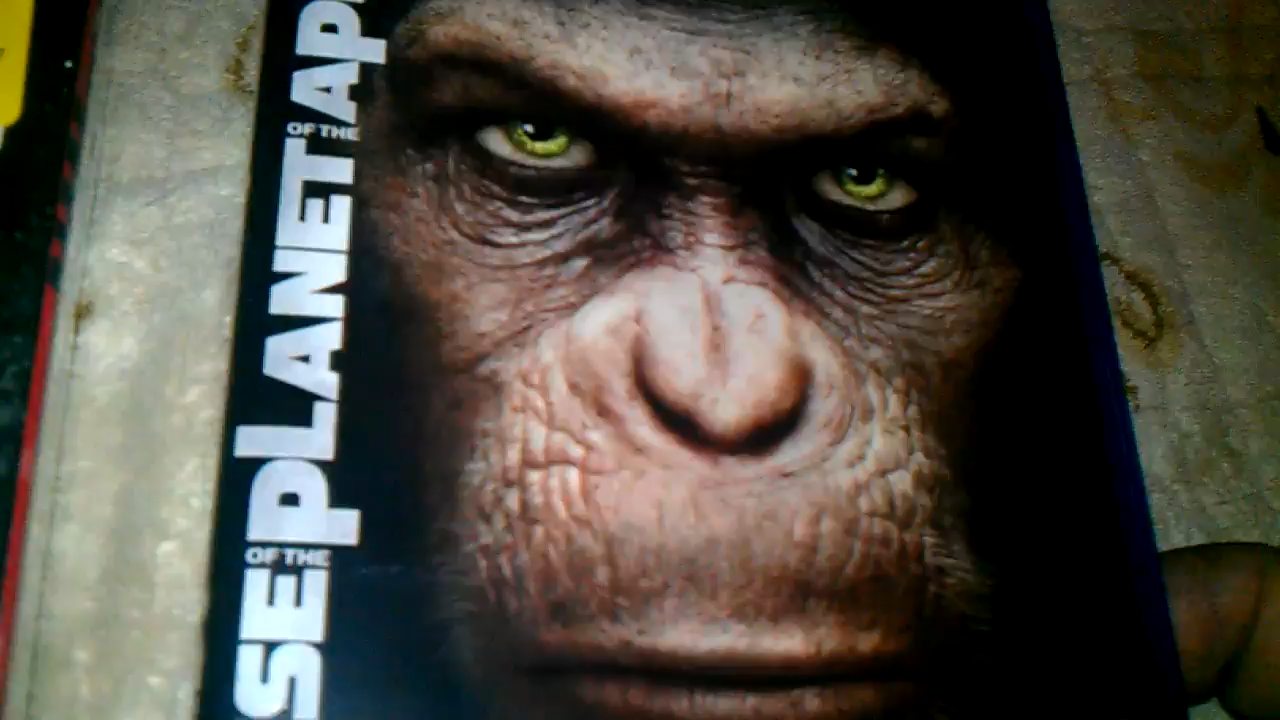 SE
OF THE
PLANET
OF THE
AP